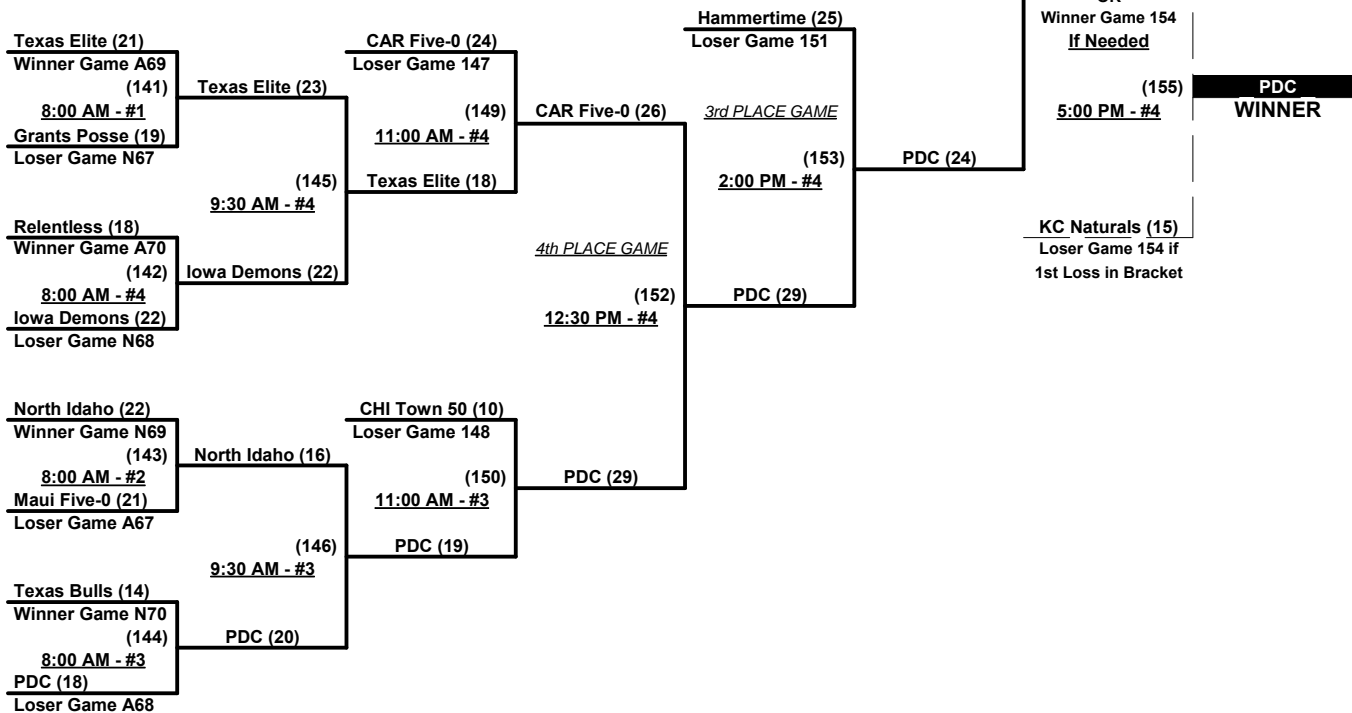 OR
Winner Game 154
If Needed
(155)
5:00 PM - #4
PDC
WINNER
KC Naturals (15)
Loser Game 154 if
1st Loss in Bracket
Hammertime (25)
Loser Game 151
3rd PLACE GAME
(153)
2:00 PM - #4
PDC (24)
Texas Elite (21)
Winner Game A69
(141)
8:00 AM - #1
Grants Posse (19)
Loser Game N67
Texas Elite (23)
CAR Five-0 (24)
Loser Game 147
(149)
11:00 AM - #4
CAR Five-0 (26)
(145)
9:30 AM - #4
Texas Elite (18)
Relentless (18)
Winner Game A70
(142)
8:00 AM - #4
Iowa Demons (22)
Loser Game N68
Iowa Demons (22)
4th PLACE GAME
(152)
12:30 PM - #4
PDC (29)
North Idaho (22)
Winner Game N69
(143)
8:00 AM - #2
Maui Five-0 (21)
Loser Game A67
North Idaho (16)
CHI Town 50 (10)
Loser Game 148
(150)
11:00 AM - #3
PDC (29)
(146)
9:30 AM - #3
PDC (19)
Texas Bulls (14)
Winner Game N70
(144)
8:00 AM - #3
PDC (18)
Loser Game A68
PDC (20)